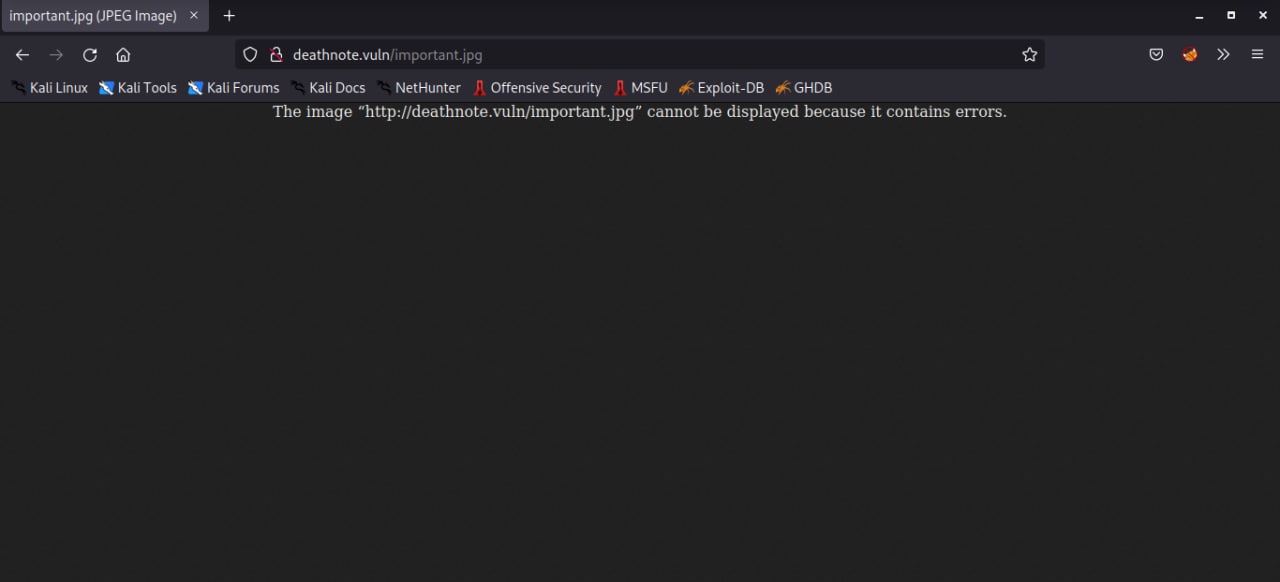 important.jpg (JPEG Image)
deathnote.vuln/important.jpg
Kali Linux Kali Tools Kali Forums Kali Docs NetHunter Offensive Security MSFU Exploit-DB GHDB
The image “http://deathnote.vuln/important.jpg” cannot be displayed because it contains errors.